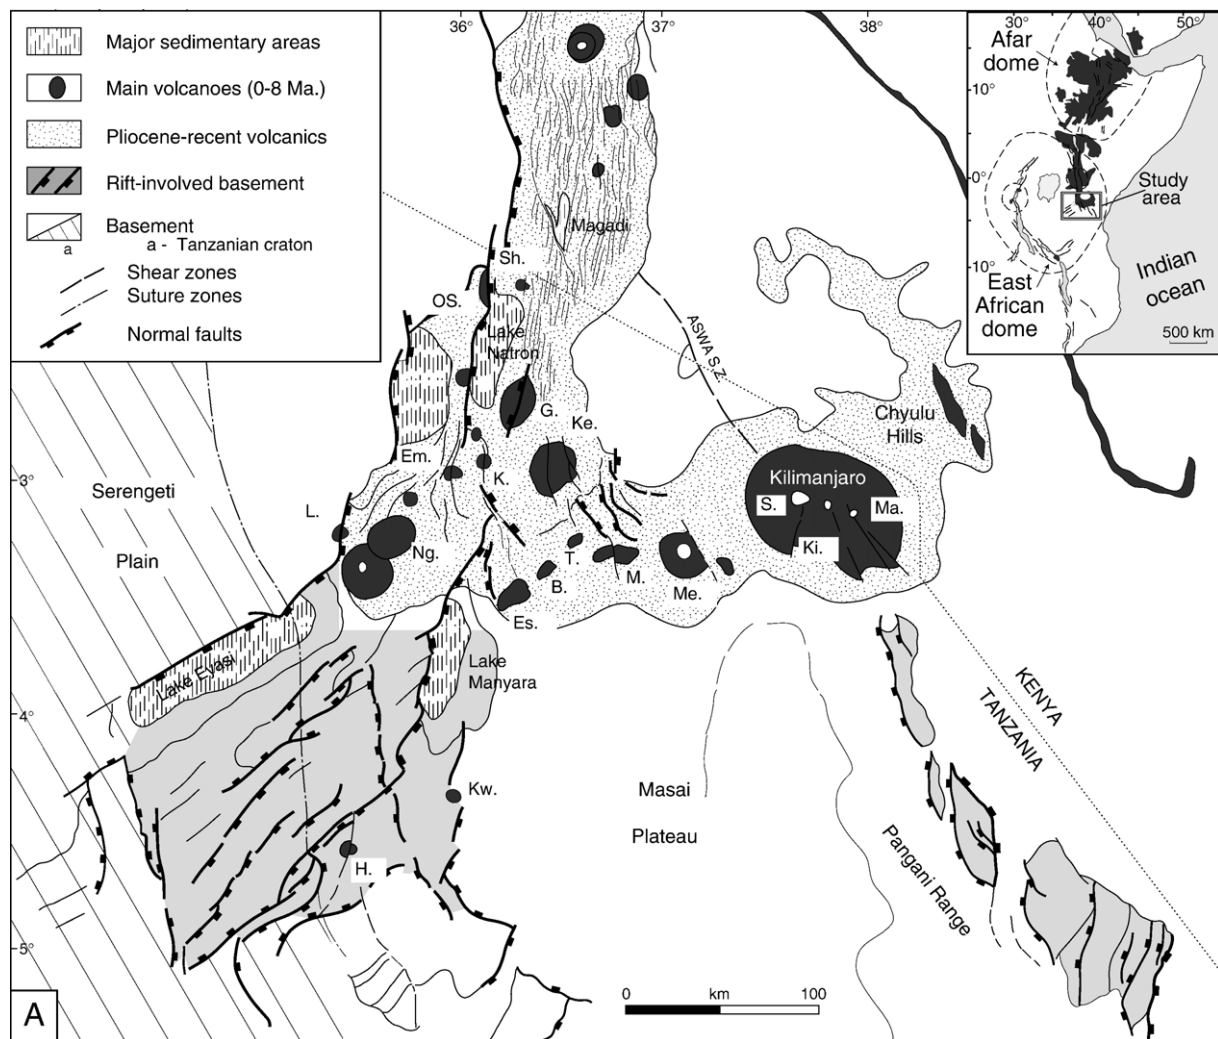 Major sedimentary areas
Main volcanoes (0-8 Ma.)
Pliocene-recent volcanics
Rift-involved basement
Basement
a
a - Tanzanian craton
Shear zones
Suture zones
Normal faults
36°
37°
38°
30°
40°
50°
Afar
dome
10°
0°
Study
area
10°
East
African
dome
Indian
ocean
500 km
Magadi
Sh.
OS.
Lake
Natron
ASWA S.Z.
G.
Ke.
Chyulu
Hills
Em.
3°
K.
Kilimanjaro
Serengeti
S.
Ma.
L.
Ng.
Ki.
Plain
T.
B.
M.
Me.
Es.
Lake Eyasi
Lake
Manyara
KENYA
TANZANIA
4°
Kw.
Masai
Plateau
Pangani Range
H.
5°
A
0
km
100